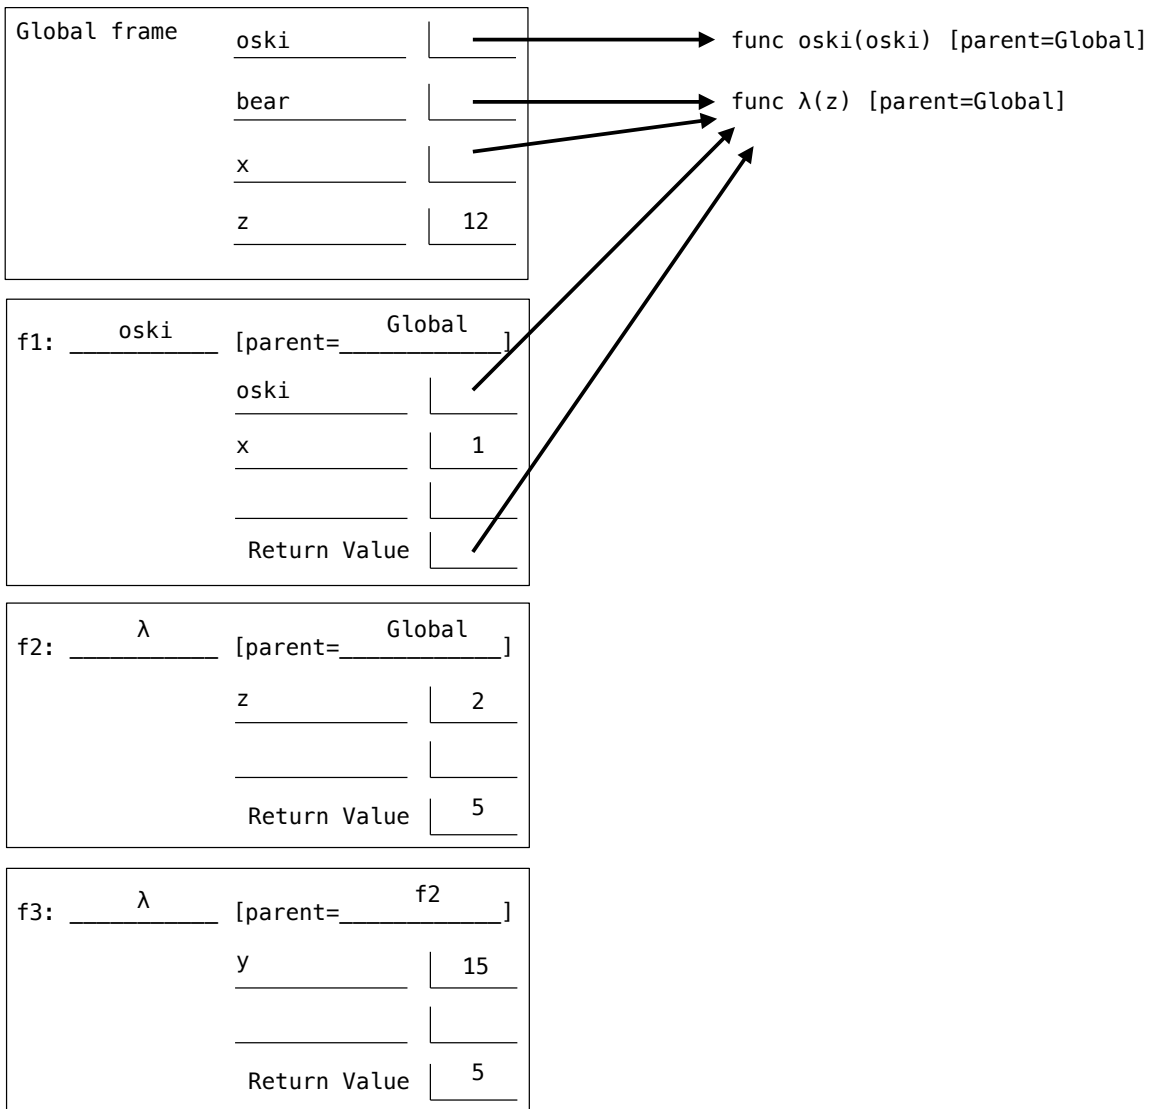 Global frame
oski
func oski(oski) [parent=Global]
bear
func λ(z) [parent=Global]
x
z 12
f1: oski [parent=Global]
oski
x 1
Return Value
f2: λ [parent=Global]
z 2
Return Value 5
f3: λ [parent=f2]
y 15
Return Value 5